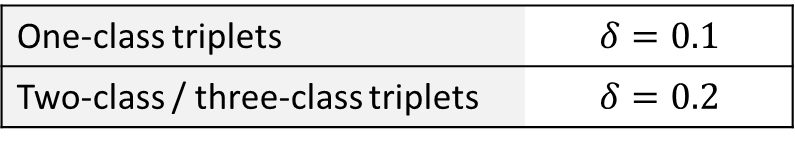 One-class triplets 𝛿 = 0.1
Two-class / three-class triplets 𝛿 = 0.2